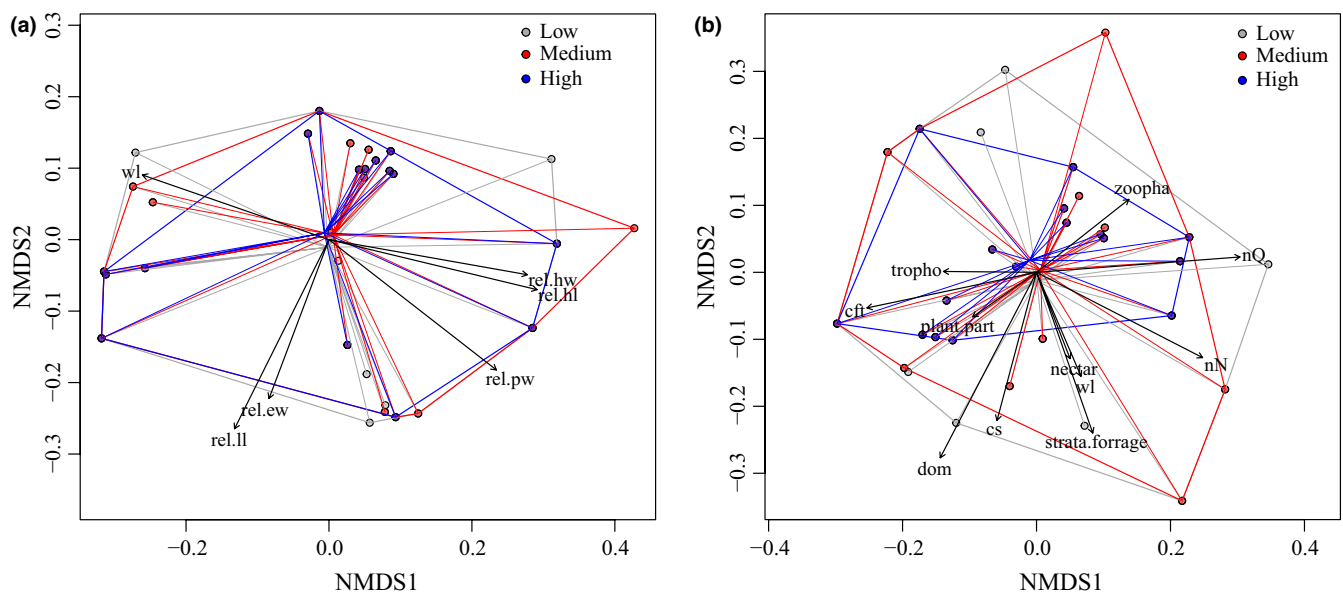 (a)
Low
Medium
High
NMDS2
0.3
0.2
0.1
0.0
−0.1
−0.2
−0.3
wl
rel.hw
rel.hl
rel.pw
rel.ew
rel.ll
−0.2
0.0
0.2
0.4
NMDS1
(b)
Low
Medium
High
NMDS2
0.3
0.2
0.1
0.0
−0.1
−0.2
−0.3
zoopha
nQ
tropho
cft
plant.part
nectar
wl
nN
cs
strata.forrage
dom
−0.4
−0.2
0.0
0.2
0.4
NMDS1